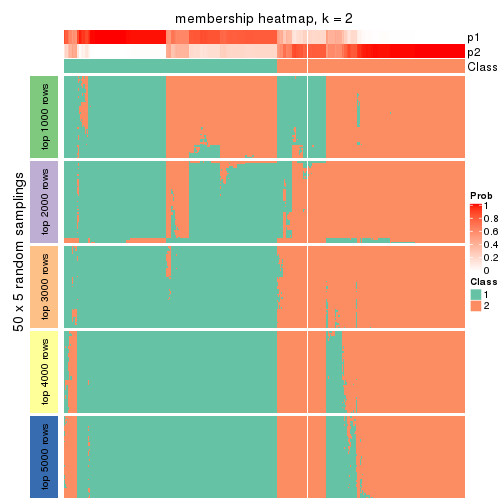 membership heatmap, k = 2
p1
p2
Class
50 x 5 random samplings
top 1000 rows
top 2000 rows
top 3000 rows
top 4000 rows
top 5000 rows
Prob
1
0.8
0.6
0.4
0.2
0
Class
1
2